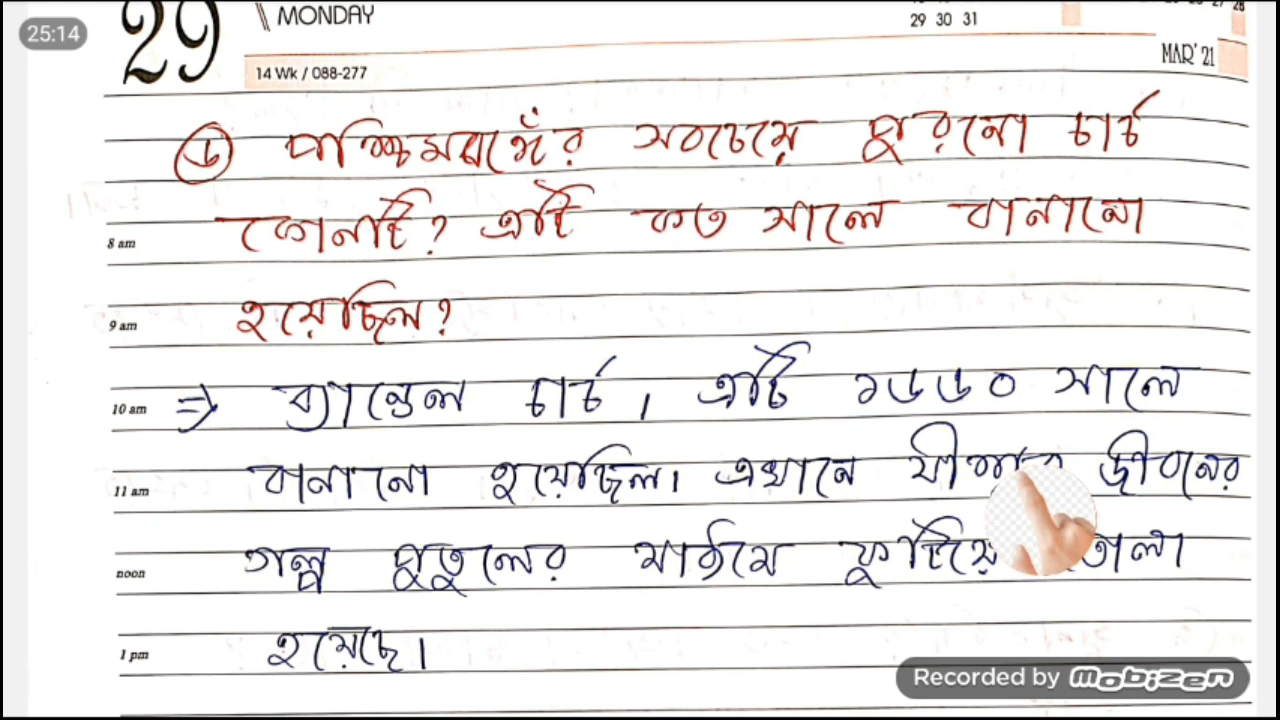 25:14
29
MONDAY
29 30 31
14 Wk / 088-277
MAR' 21
৬ পশ্চিমবঙ্গেঁর সবচেয়ে পুরনো চার্চ
8 am কোনটি? এটি কত সালে বানানো
9 am হয়েছিল?
10 am ⇒ ব্যান্ডেল চার্চ। এটি ১৬৬০ সালে
11 am বানানো হয়েছিল। এখানে জীবনের
noon গল্প পুতুলের মাধ্যমে ফুটিয়ে তোলা
1 pm হয়েছে।
Recorded by mobizen